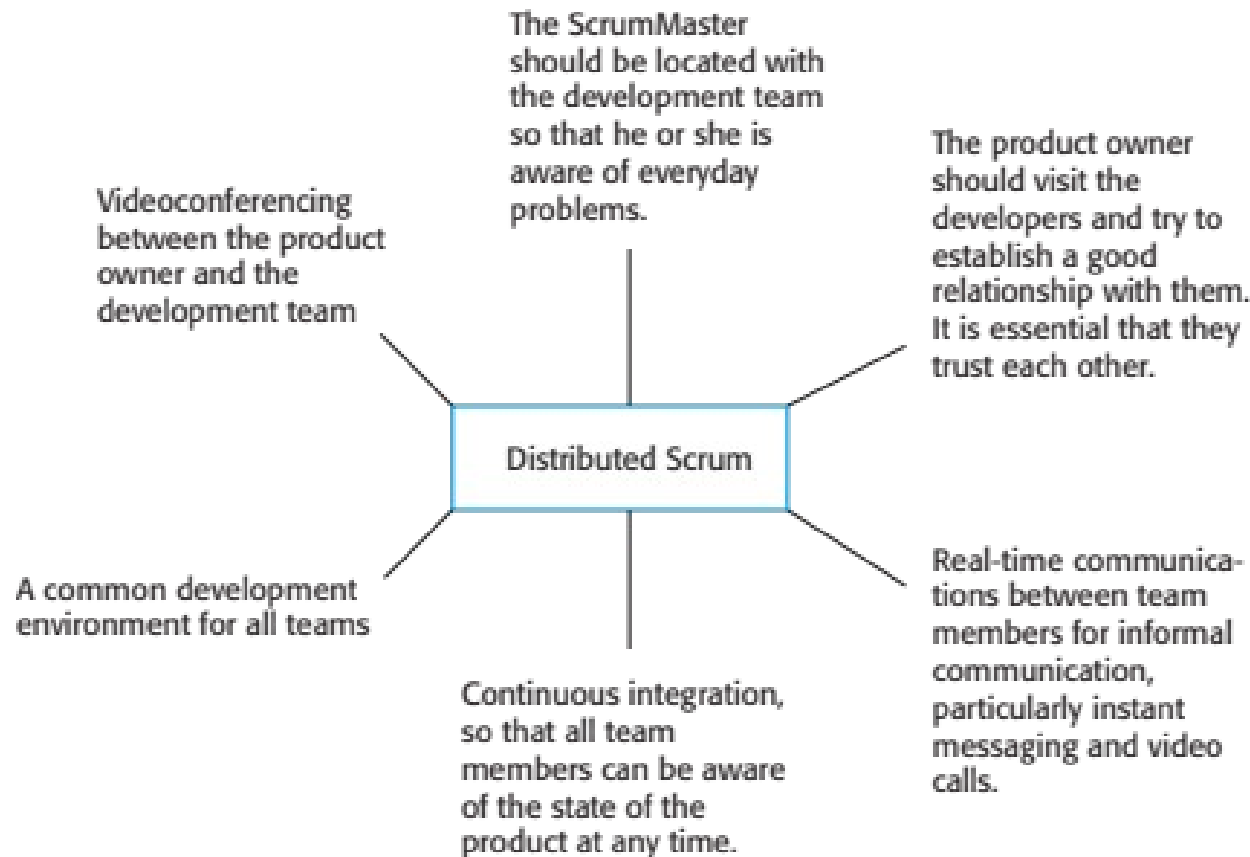 The ScrumMaster
should be located with
the development team
so that he or she is
aware of everyday
problems.
The product owner
should visit the
developers and try to
establish a good
relationship with them.
It is essential that they
trust each other.
Videoconferencing
between the product
owner and the
development team
Distributed Scrum
A common development
environment for all teams
Real-time communica-
tions between team
members for informal
communication,
particularly instant
messaging and video
calls.
Continuous integration,
so that all team
members can be aware
of the state of the
product at any time.